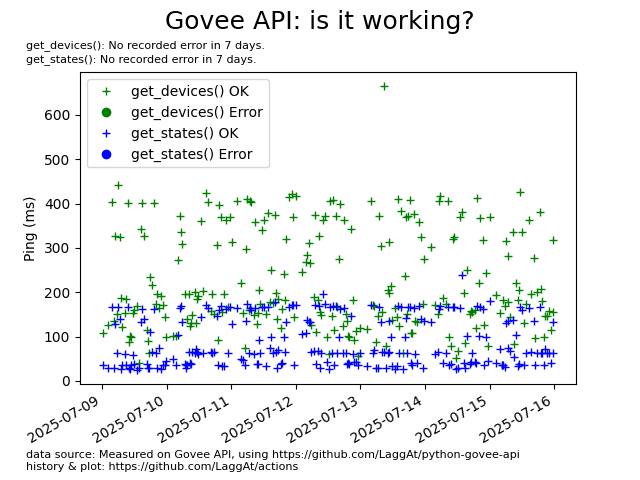 Govee API: is it working?
get_devices(): No recorded error in 7 days.
get_states(): No recorded error in 7 days.
get_devices() OK
get_devices() Error
get_states() OK
get_states() Error
Ping (ms)
600
500
400
300
200
100
0
2025-07-09
2025-07-10
2025-07-11
2025-07-12
2025-07-13
2025-07-14
2025-07-15
2025-07-16
data source: Measured on Govee API, using https://github.com/LaggAt/python-govee-api
history & plot: https://github.com/LaggAt/actions